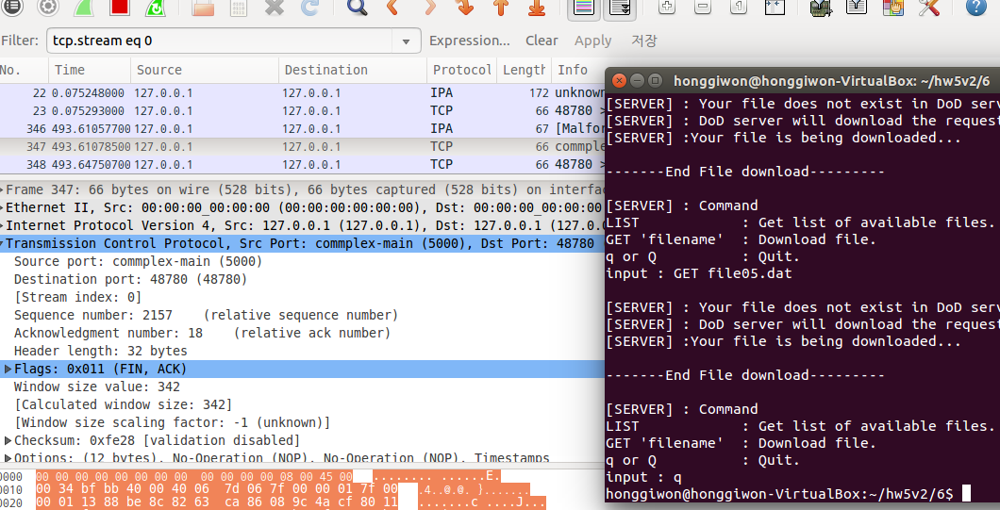 Filter: tcp.stream eq 0 Expression... Clear Apply 저장
No. Time Source Destination Protocol Length Info
22 0.075248000 127.0.0.1 127.0.0.1 IPA 172 unknown
23 0.075293000 127.0.0.1 127.0.0.1 TCP 66 48780 >
346 493.61057700 127.0.0.1 127.0.0.1 IPA 67 [Malfor
347 493.61078500 127.0.0.1 127.0.0.1 TCP 66 commple
348 493.64750700 127.0.0.1 127.0.0.1 TCP 66 48780 >
Frame 347: 66 bytes on wire (528 bits), 66 bytes captured (528 bits) on interfac
Ethernet II, Src: 00:00:00_00:00:00 (00:00:00:00:00:00), Dst: 00:00:00_00:00:00
Internet Protocol Version 4, Src: 127.0.0.1 (127.0.0.1), Dst: 127.0.0.1 (127.0.0
Transmission Control Protocol, Src Port: commplex-main (5000), Dst Port: 48780
Source port: commplex-main (5000)
Destination port: 48780 (48780)
[Stream index: 0]
Sequence number: 2157 (relative sequence number)
Acknowledgment number: 18 (relative ack number)
Header length: 32 bytes
Flags: 0x011 (FIN, ACK)
Window size value: 342
[Calculated window size: 342]
[Window size scaling factor: -1 (unknown)]
Checksum: 0xfe28 [validation disabled]
Options: (12 bytes), No-Operation (NOP), No-Operation (NOP), Timestamps
0000 00 00 00 00 00 00 00 00 00 00 00 00 08 00 45 00 ........ ......E.
0010 00 34 bf bb 40 00 40 06 7d 06 7f 00 00 01 7f 00 .4..@.@. }.......
0020 00 01 13 88 be 8c 82 63 ca 86 08 9c 4a cf 80 11 .......c ....J...
honggiwon@honggiwon-VirtualBox: ~/hw5v2/6
[SERVER] : Your file does not exist in DoD serv
[SERVER] : DoD server will download the request
[SERVER] :Your file is being downloaded...
-------End File download---------
[SERVER] : Command
LIST : Get list of available files.
GET 'filename' : Download file.
q or Q : Quit.
input : GET file05.dat
[SERVER] : Your file does not exist in DoD serv
[SERVER] : DoD server will download the request
[SERVER] :Your file is being downloaded...
-------End File download---------
[SERVER] : Command
LIST : Get list of available files.
GET 'filename' : Download file.
q or Q : Quit.
input : q
honggiwon@honggiwon-VirtualBox:~/hw5v2/6$